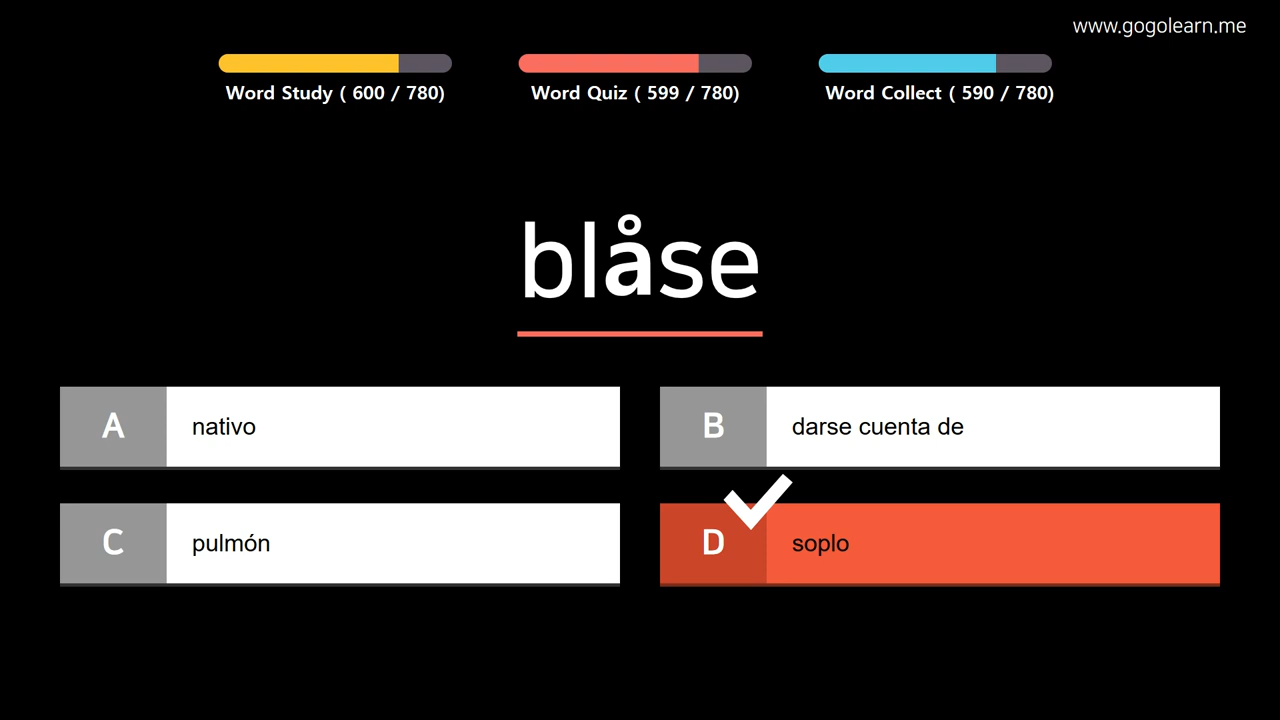 www.gogolearn.me
Word Study ( 600 / 780)
Word Quiz ( 599 / 780)
Word Collect ( 590 / 780)
blåse
A nativo
B darse cuenta de
C pulmón
D soplo